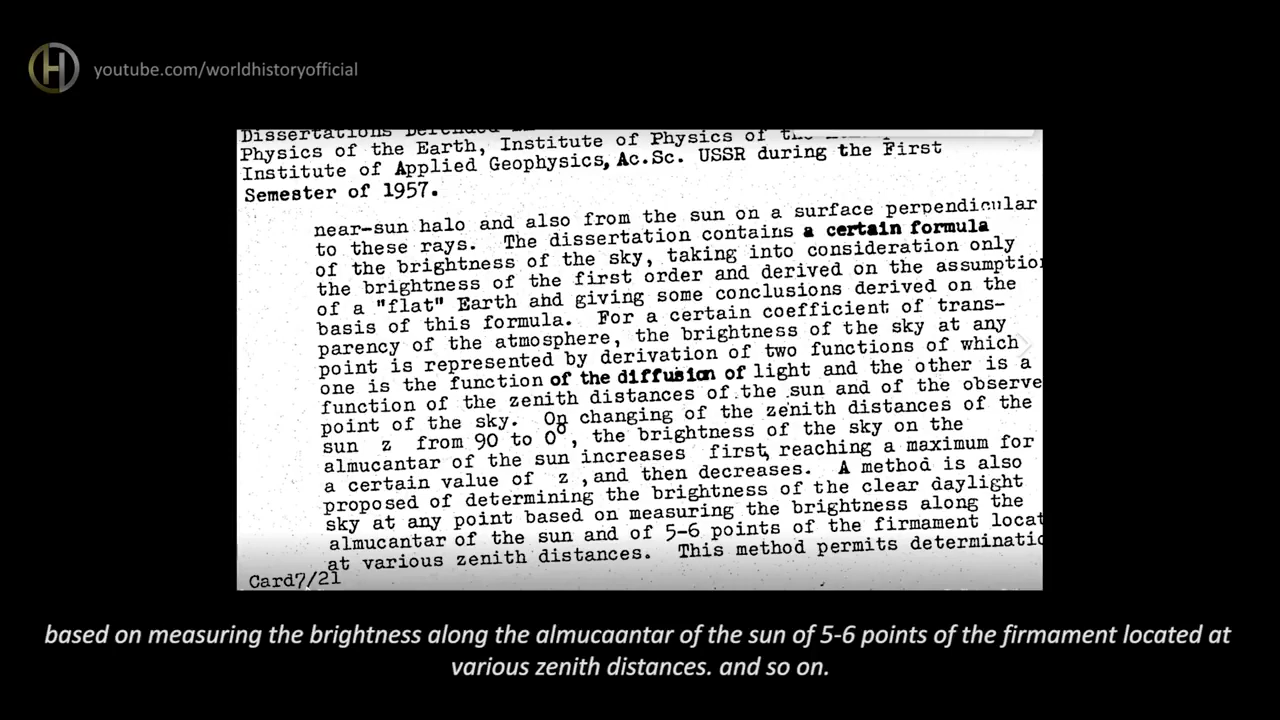 youtube.com/worldhistoryofficial
Dissertations Defended
Physics of the Earth, Institute of Physics of the
Institute of Applied Geophysics, Ac.Sc. USSR during the First
Semester of 1957.
near-sun halo and also from the sun on a surface perpendicular
to these rays. The dissertation contains a certain formula
of the brightness of the sky, taking into consideration only
the brightness of the first order and derived on the assumption
of a "flat" Earth and giving some conclusions derived on the
basis of this formula. For a certain coefficient of trans-
parency of the atmosphere, the brightness of the sky at any
point is represented by derivation of two functions of which
one is the function of the diffusion of light and the other is a
function of the zenith distances of the sun and of the observe
point of the sky. On changing of the zenith distances of the
sun z from 90 to 0°, the brightness of the sky on the
almucantar of the sun increases first, reaching a maximum for
a certain value of z ,and then decreases. A method is also
proposed of determining the brightness of the clear daylight
sky at any point based on measuring the brightness along the
almucantar of the sun and of 5-6 points of the firmament locat
at various zenith distances. This method permits determinatio
Card7/21
based on measuring the brightness along the almucaantar of the sun of 5-6 points of the firmament located at
various zenith distances. and so on.